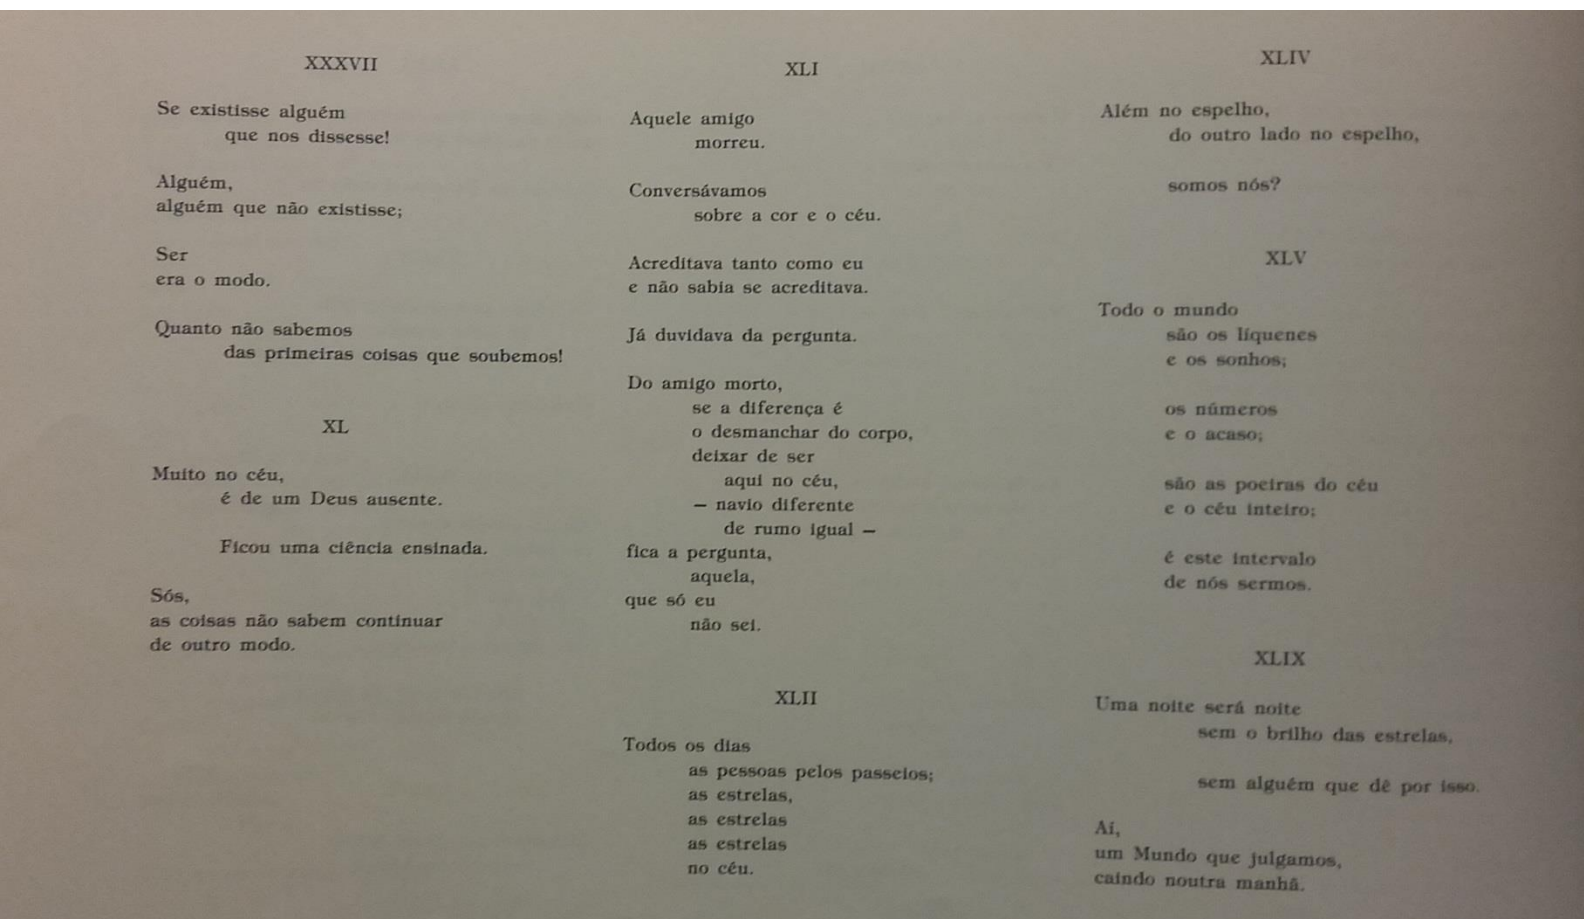 XXXVII
Se existisse alguém
que nos dissesse!
Alguém,
alguém que não existisse;
Ser
era o modo.
Quanto não sabemos
das primeiras coisas que soubemos!
XL
Muito no céu,
é de um Deus ausente.
Ficou uma ciência ensinada.
Sós,
as coisas não sabem continuar
de outro modo.
XLI
Aquele amigo
morreu.
Conversávamos
sobre a cor e o céu.
Acreditava tanto como eu
e não sabia se acreditava.
Já duvidava da pergunta.
Do amigo morto,
se a diferença é
o desmanchar do corpo,
deixar de ser
aqui no céu,
— navio diferente
de rumo igual —
fica a pergunta,
aquela,
que só eu
não sei.
XLII
Todos os dias
as pessoas pelos passeios;
as estrelas,
as estrelas
as estrelas
no céu.
XLIV
Além no espelho,
do outro lado no espelho,
somos nós?
XLV
Todo o mundo
são os líquenes
e os sonhos;
os números
e o acaso;
são as poeiras do céu
e o céu inteiro;
é este intervalo
de nós sermos.
XLIX
Uma noite será noite
sem o brilho das estrelas,
sem alguém que dê por isso.
Aí,
um Mundo que julgamos,
caindo noutra manhã.